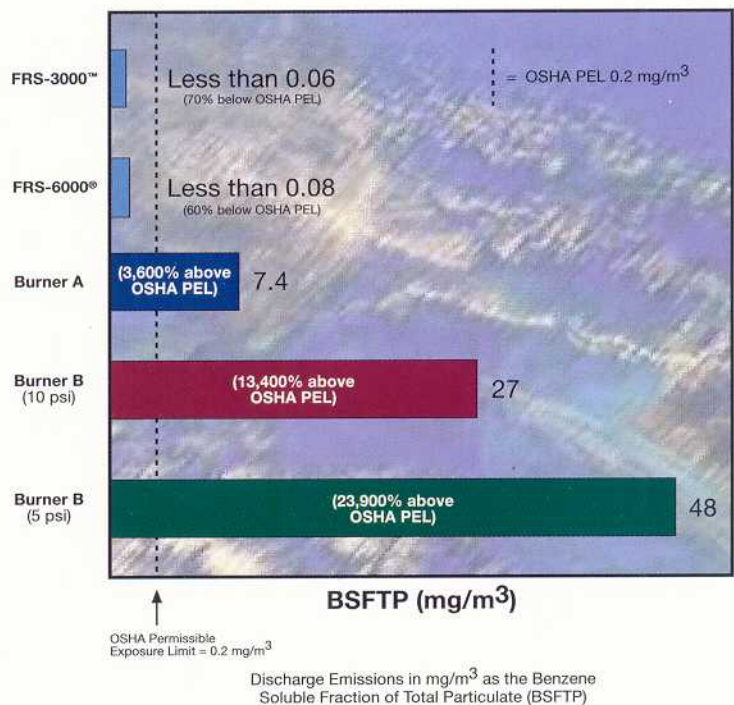 FRS-3000™
Less than 0.06
(70% below OSHA PEL)
= OSHA PEL 0.2 mg/m³
FRS-6000®
Less than 0.08
(60% below OSHA PEL)
Burner A
(3,600% above
OSHA PEL)
7.4
Burner B
(10 psi)
(13,400% above
OSHA PEL)
27
Burner B
(5 psi)
(23,900% above
OSHA PEL)
48
BSFTP (mg/m³)
OSHA Permissible
Exposure Limit = 0.2 mg/m³
Discharge Emissions in mg/m³ as the Benzene
Soluble Fraction of Total Particulate (BSFTP)